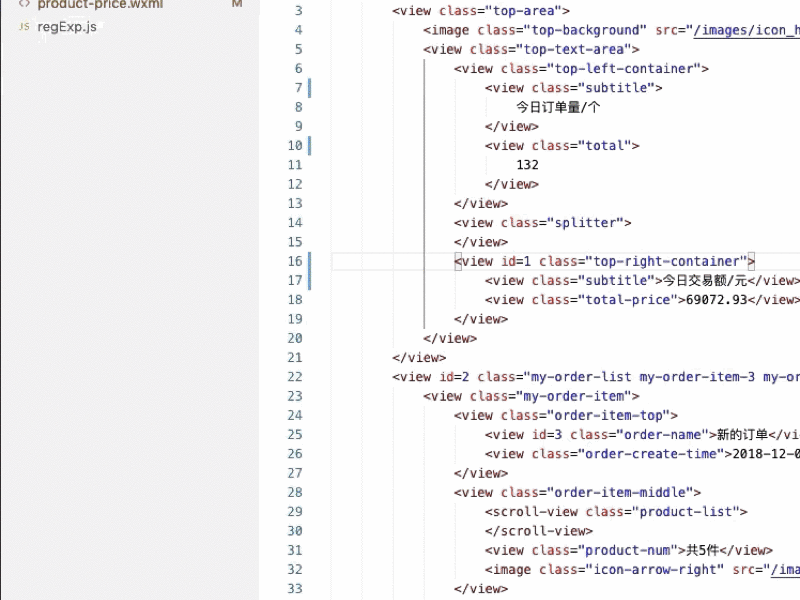 <> product-price.wxml M
JS regExp.js
3 <view class="top-area">
4 <image class="top-background" src="/images/icon_h
5 <view class="top-text-area">
6 <view class="top-left-container">
7 <view class="subtitle">
8 今日订单量/个
9 </view>
10 <view class="total">
11 132
12 </view>
13 </view>
14 <view class="splitter">
15 </view>
16 <view id=1 class="top-right-container">
17 <view class="subtitle">今日交易额/元</view>
18 <view class="total-price">69072.93</view>
19 </view>
20 </view>
21 </view>
22 <view id=2 class="my-order-list my-order-item-3 my-or
23 <view class="my-order-item">
24 <view class="order-item-top">
25 <view id=3 class="order-name">新的订单</vi
26 <view class="order-create-time">2018-12-0
27 </view>
28 <view class="order-item-middle">
29 <scroll-view class="product-list">
30 </scroll-view>
31 <view class="product-num">共5件</view>
32 <image class="icon-arrow-right" src="/ima
33 </view>